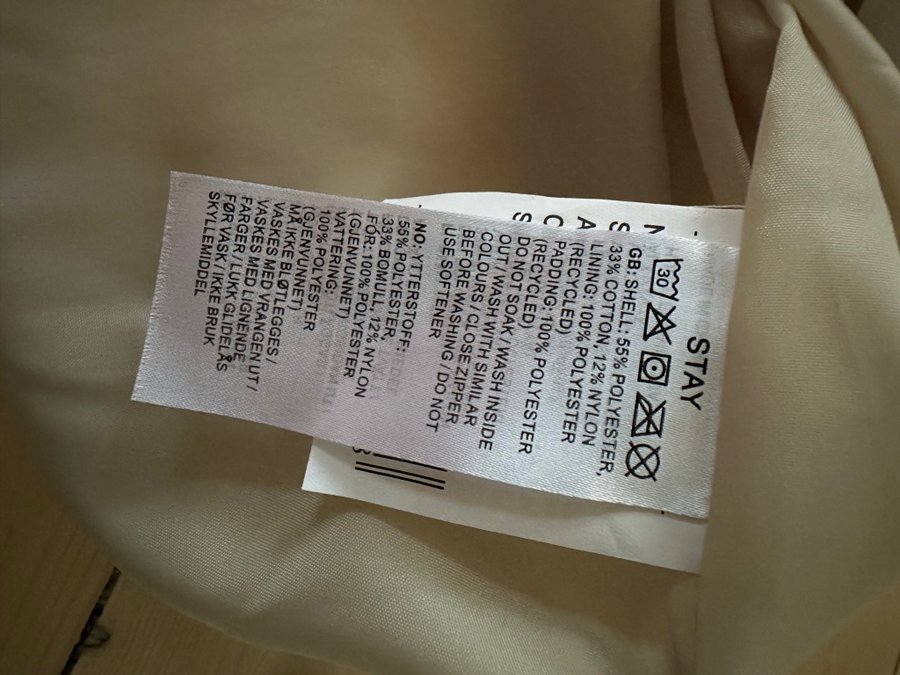 STAY
30
GB: SHELL: 55% POLYESTER,
33% COTTON, 12% NYLON
LINING: 100% POLYESTER
(RECYCLED)
PADDING: 100% POLYESTER
(RECYCLED)
DO NOT SOAK / WASH INSIDE
OUT / WASH WITH SIMILAR
COLOURS / CLOSE ZIPPER
BEFORE WASHING / DO NOT
USE SOFTENER
NO: YTTERSTOFF:
55% POLYESTER,
33% BOMULL, 12% NYLON
FÓR: 100% POLYESTER
(GJENVUNNET)
VATTERING:
100% POLYESTER
(GJENVUNNET)
MÅ IKKE BLØTLEGGES /
VASKES MED VRANGEN UT /
VASKES MED LIGNENDE
FARGER / LUKK GLIDELÅS
FØR VASK / IKKE BRUK
SKYLLEMIDDEL